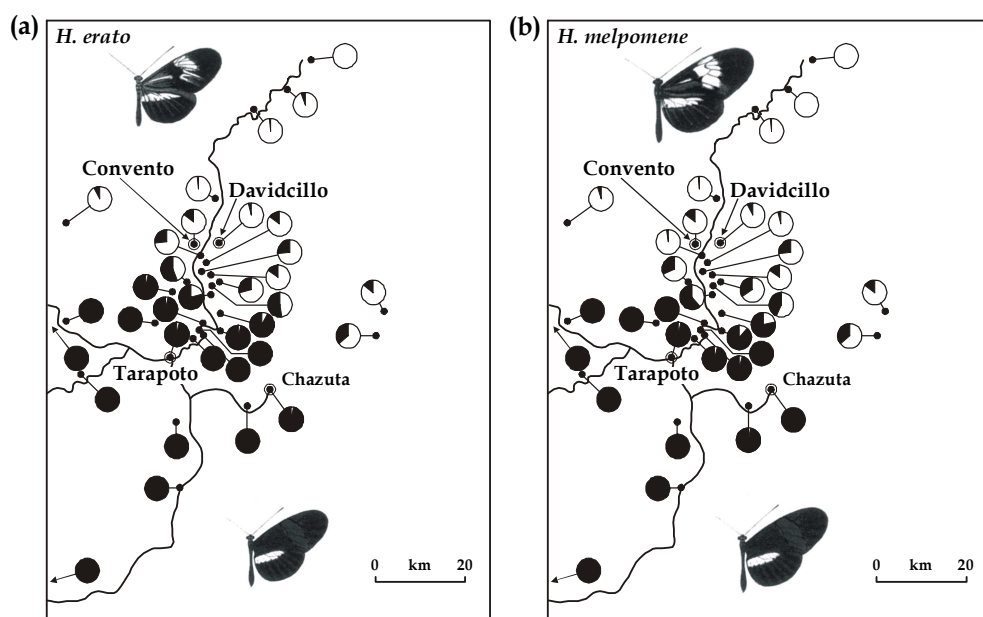 (a)
H. erato
Convento
Davidcillo
Tarapoto
Chazuta
0 km 20
(b)
H. melpomene
Convento
Davidcillo
Tarapoto
Chazuta
0 km 20